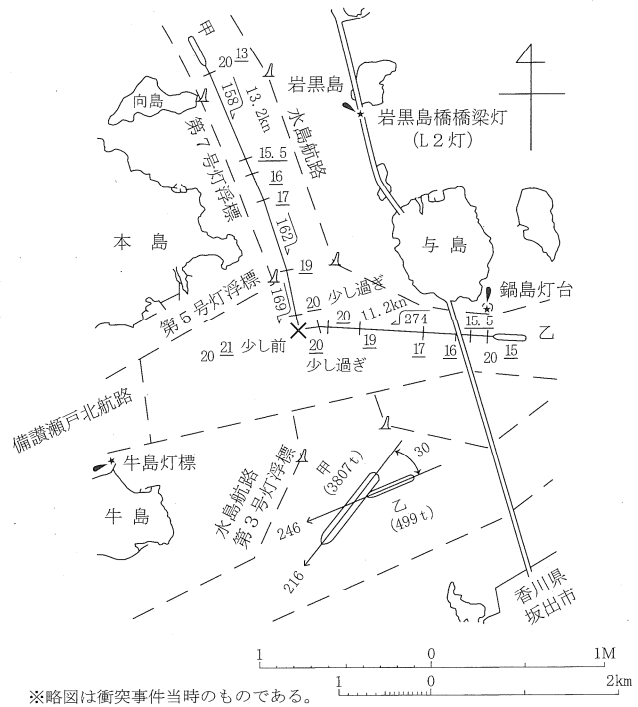 甲
20 13
158
13.2kn
岩黒島
向島
水島航路
岩黒島橋橋梁灯
(L2灯)
第7号灯浮標
15.5
16
17
本 島
162
与 島
19
169
第5号灯浮標
鍋島灯台
20 少し過ぎ
20 11.2kn
274
15.5
乙
20 21 少し前
20
少し過ぎ
19
17
16
20 15
備讃瀬戸北航路
牛島灯標
牛 島
水島航路
第3号灯浮標
甲
(3807t)
30
乙
(499t)
246
216
香川県
坂出市
1 0 1M
1 0 2km
※略図は衝突事件当時のものである。